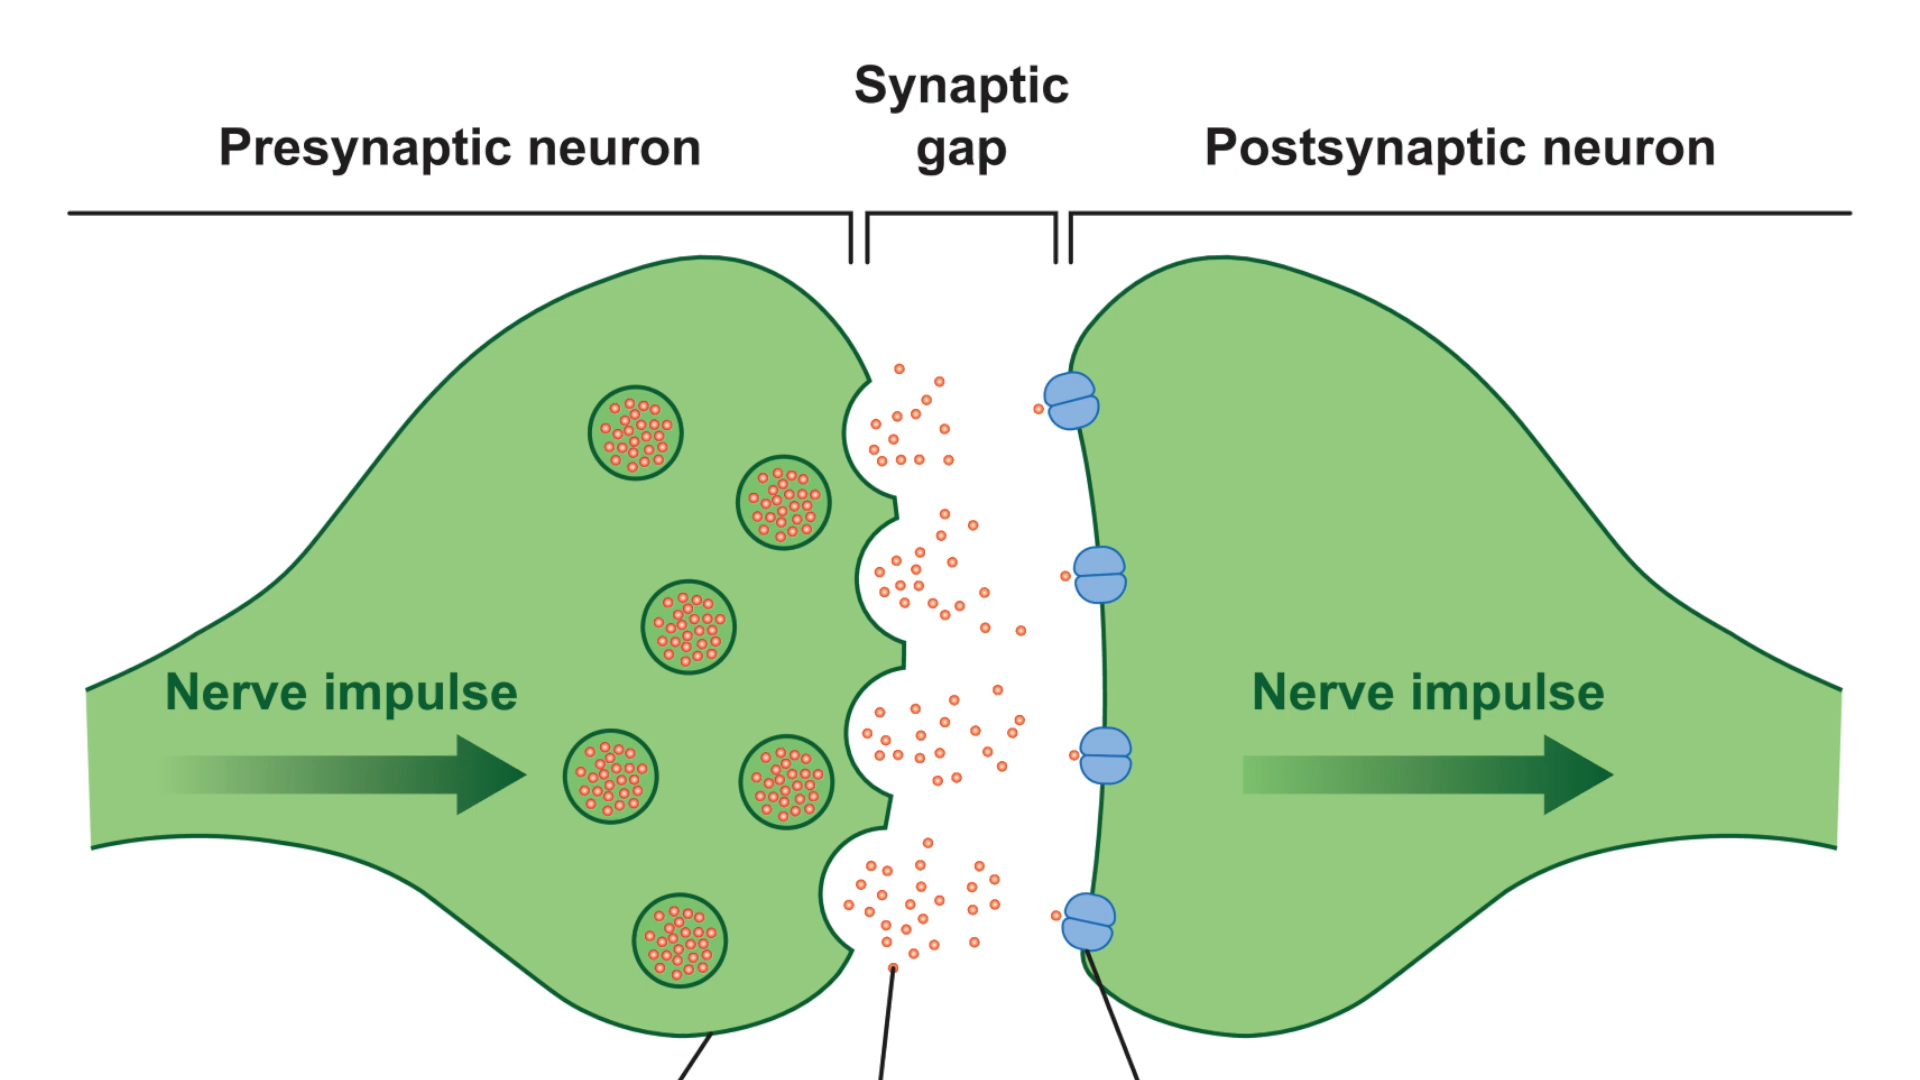 Synaptic
gap
Presynaptic neuron
Postsynaptic neuron
Nerve impulse
Nerve impulse